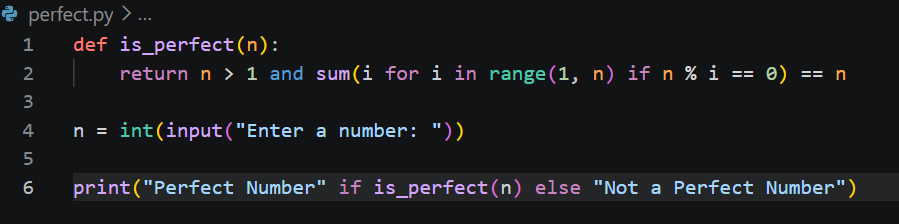 perfect.py > ...
1 def is_perfect(n):
2     return n > 1 and sum(i for i in range(1, n) if n % i == 0) == n
3
4 n = int(input("Enter a number: "))
5
6 print("Perfect Number" if is_perfect(n) else "Not a Perfect Number")